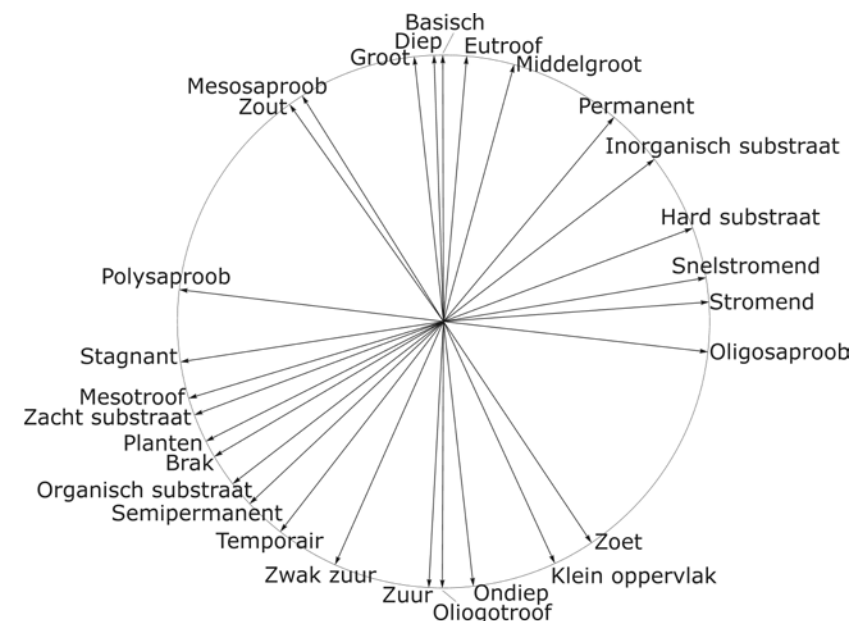 Basisch
Diep
Eutroof
Groot
Middelgroot
Mesosaproob
Zout
Permanent
Inorganisch substraat
Hard substraat
Snelstromend
Polysaproob
Stromend
Stagnant
Oligosaproob
Mesotroof
Zacht substraat
Planten
Brak
Organisch substraat
Semipermanent
Temporair
Zoet
Zwak zuur
Klein oppervlak
Zuur
Ondiep
Oliogotroof